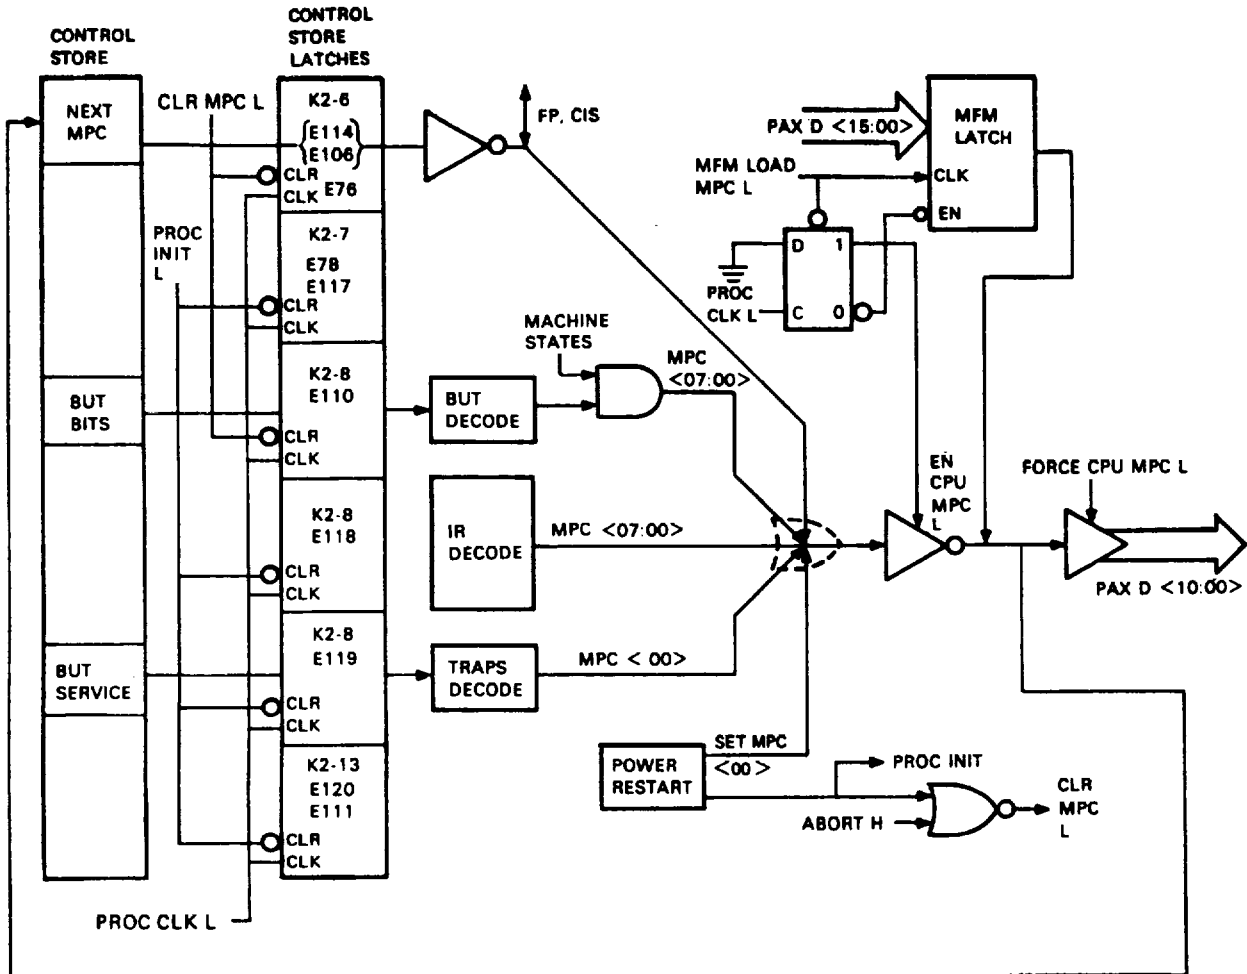 CONTROL
STORE
CONTROL
STORE
LATCHES
NEXT
MPC
BUT
BITS
BUT
SERVICE
CLR MPC L
PROC
INIT
L
PROC CLK L
K2-6
E114
E106
CLR
CLK E76
K2-7
E78
E117
CLR
CLK
K2-8
E110
CLR
CLK
K2-8
E118
CLR
CLK
K2-8
E119
CLR
CLK
K2-13
E120
E111
CLR
CLK
FP, CIS
MACHINE
STATES
BUT
DECODE
MPC
<07:00>
IR
DECODE
MPC <07:00>
TRAPS
DECODE
MPC < 00>
POWER
RESTART
SET MPC
<00>
PROC INIT
ABORT H
CLR
MPC
L
PAX D <15:00>
MFM
LATCH
CLK
EN
MFM LOAD
MPC L
D 1
C 0
PROC
CLK L
EN
CPU
MPC
L
FORCE CPU MPC L
PAX D <10:00>